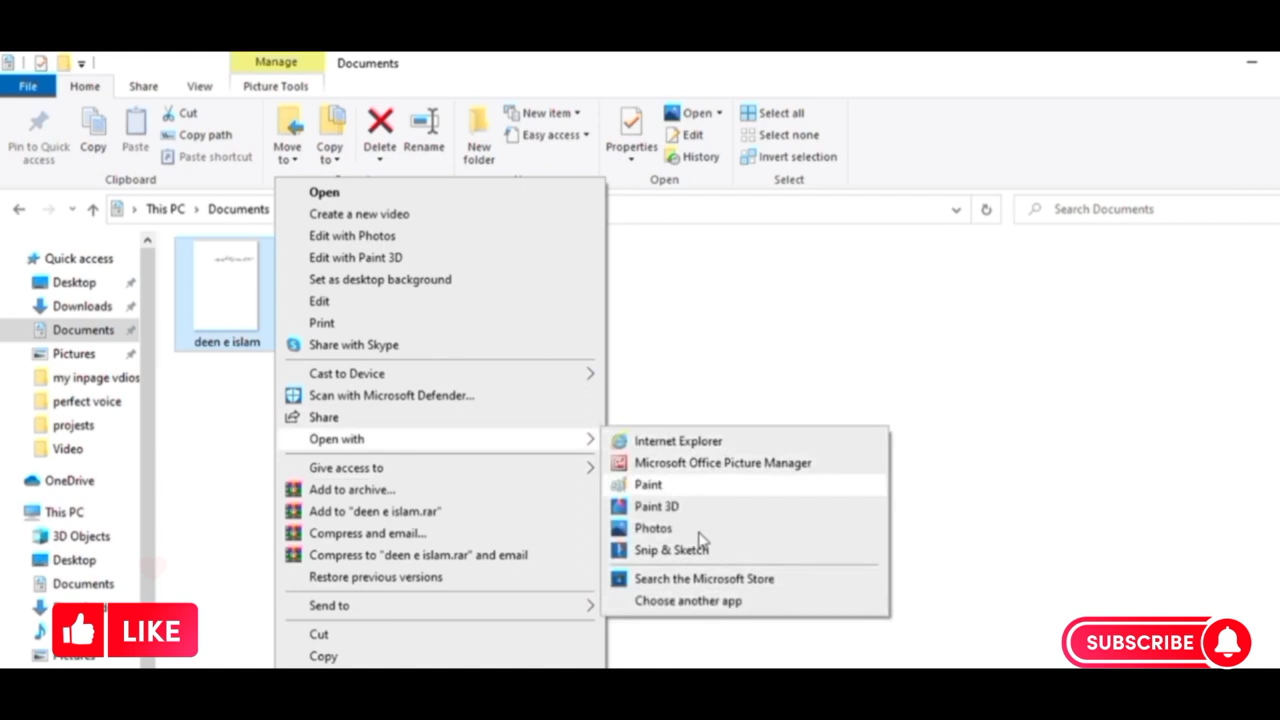 Manage
Documents
File
Home
Share
View
Picture Tools
Pin to Quick access
Copy
Paste
Cut
Copy path
Paste shortcut
Move to
Copy to
Delete
Rename
New folder
New item
Easy access
Properties
Open
Edit
History
Select all
Select none
Invert selection
Clipboard
Open
Select
This PC > Documents
Search Documents
Quick access
Desktop
Downloads
Documents
Pictures
my inpage vdios
perfect voice
projests
Video
OneDrive
This PC
3D Objects
Desktop
Documents
deen e islam
Open
Create a new video
Edit with Photos
Edit with Paint 3D
Set as desktop background
Edit
Print
Share with Skype
Cast to Device
Scan with Microsoft Defender...
Share
Open with
Give access to
Add to archive...
Add to "deen e islam.rar"
Compress and email...
Compress to "deen e islam.rar" and email
Restore previous versions
Send to
Cut
Copy
Internet Explorer
Microsoft Office Picture Manager
Paint
Paint 3D
Photos
Snip & Sketch
Search the Microsoft Store
Choose another app
LIKE
SUBSCRIBE